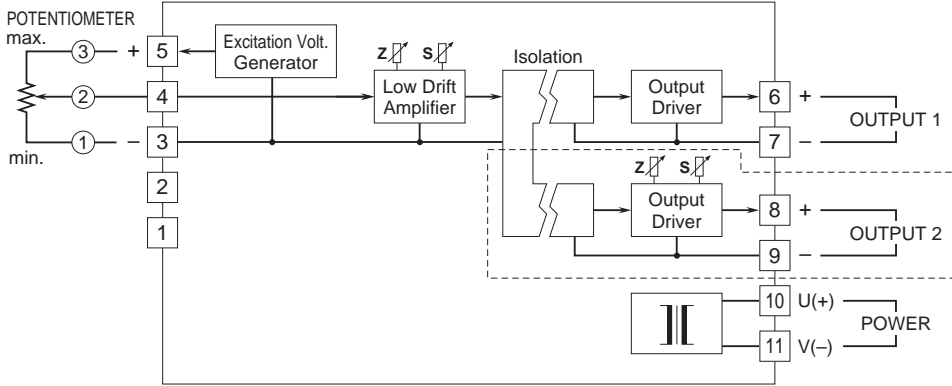 POTENTIOMETER
max.
3 + 5
2 4
1 – 3
min.
2
1
Excitation Volt.
Generator
Z S
Low Drift
Amplifier
Isolation
Output
Driver
6 +
OUTPUT 1
7 –
Z S
Output
Driver
8 +
OUTPUT 2
9 –
10 U(+)
POWER
11 V(–)